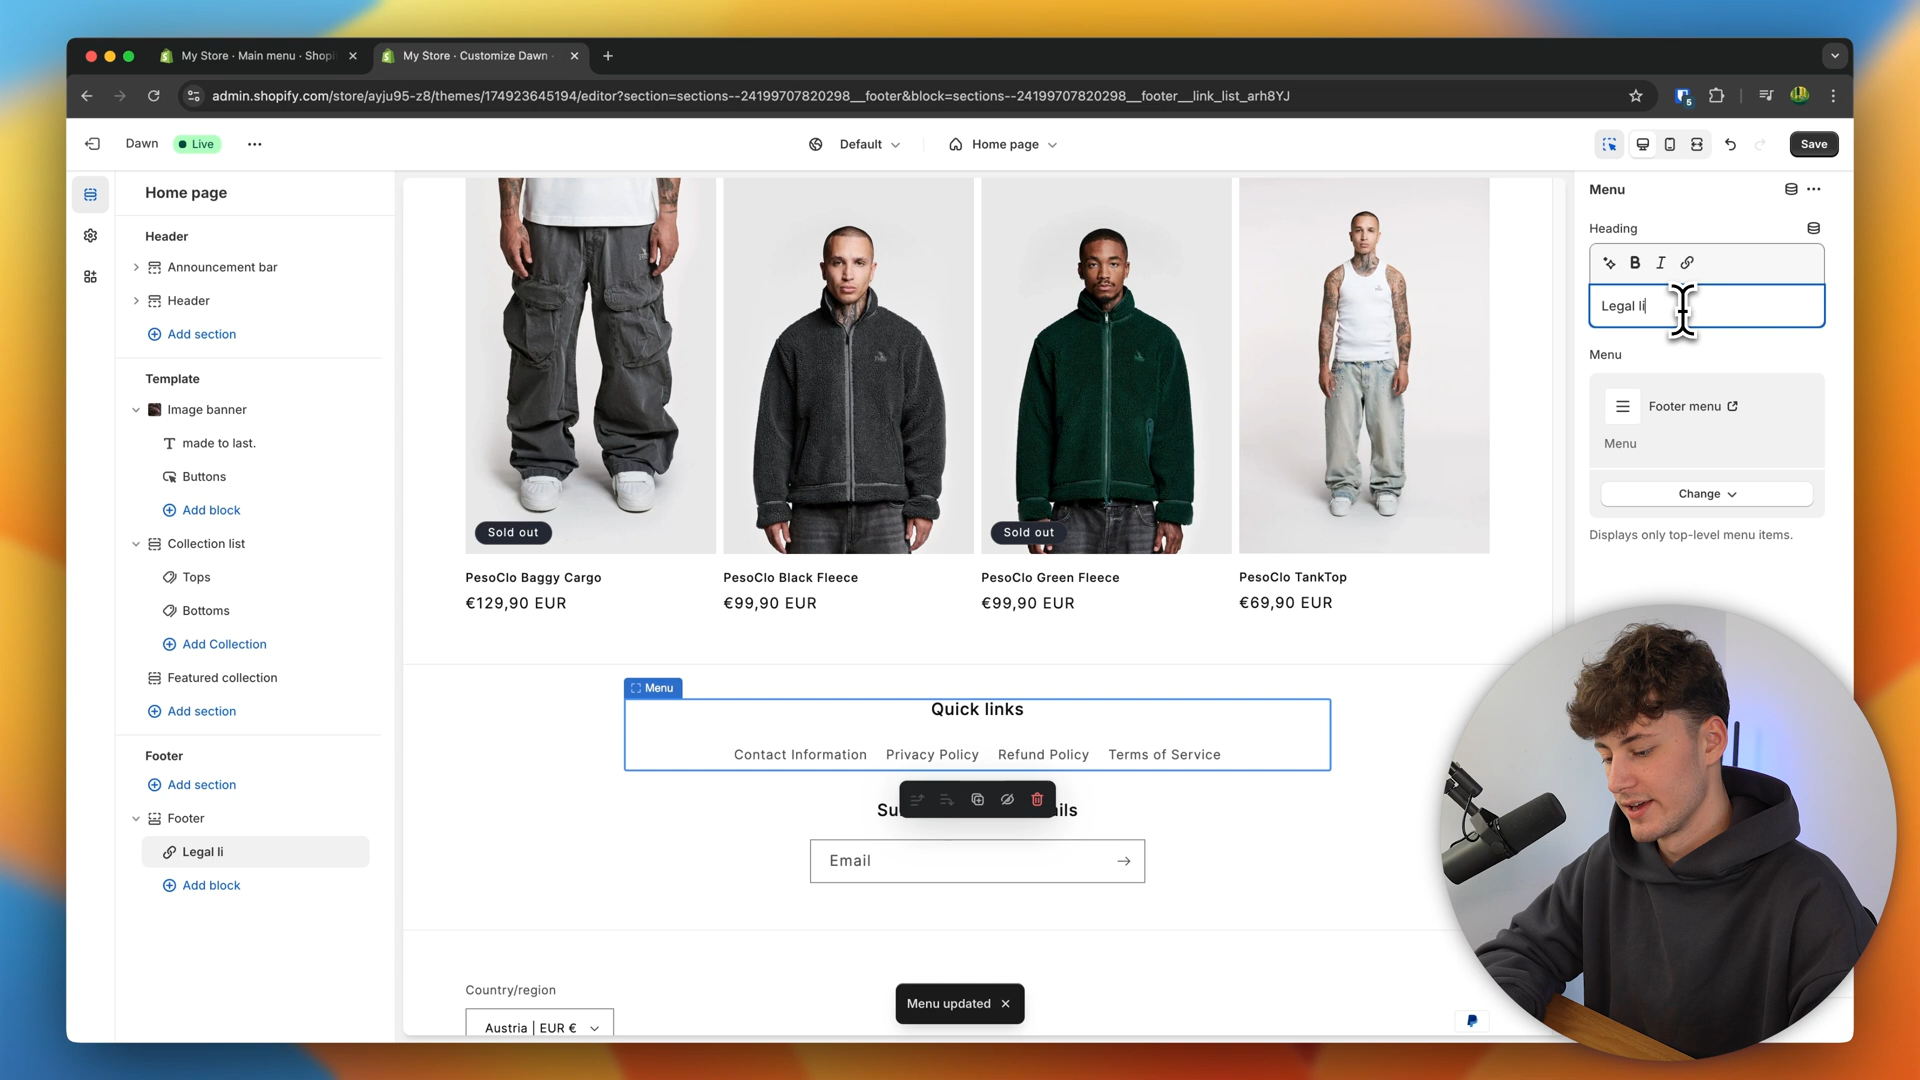 My Store · Main menu · Shopi
My Store · Customize Dawn ·
admin.shopify.com/store/ayju95-z8/themes/174923645194/editor?section=sections--24199707820298__footer&block=sections--24199707820298__footer__link_list_arh8YJ
5
Dawn
Live
Default
Home page
Save
Home page
Header
Announcement bar
Header
Add section
Template
Image banner
made to last.
Buttons
Add block
Collection list
Tops
Bottoms
Add Collection
Featured collection
Add section
Footer
Add section
Footer
Legal li
Add block
Sold out
Sold out
PesoClo Baggy Cargo
€129,90 EUR
PesoClo Black Fleece
€99,90 EUR
PesoClo Green Fleece
€99,90 EUR
PesoClo TankTop
€69,90 EUR
Menu
Quick links
Contact Information
Privacy Policy
Refund Policy
Terms of Service
Su
ils
Email
Country/region
Austria | EUR €
Menu updated
Menu
Heading
B I
Legal li
Menu
Footer menu
Menu
Change
Displays only top-level menu items.